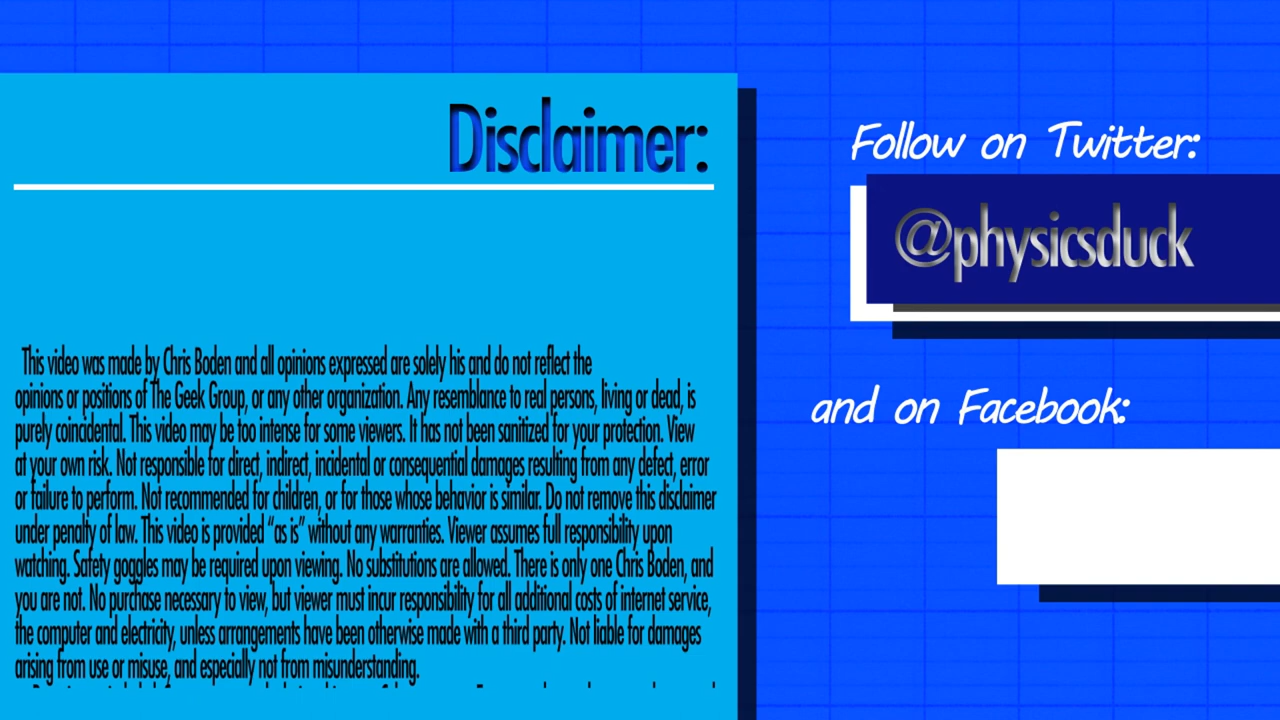 Disclaimer:
This video was made by Chris Boden and all opinions expressed are solely his and do not reflect the
opinions or positions of The Geek Group, or any other organization. Any resemblance to real persons, living or dead, is
purely coincidental. This video may be too intense for some viewers. It has not been sanitized for your protection. View
at your own risk. Not responsible for direct, indirect, incidental or consequential damages resulting from any defect, error
or failure to perform. Not recommended for children, or for those whose behavior is similar. Do not remove this disclaimer
under penalty of law. This video is provided “as is” without any warranties. Viewer assumes full responsibility upon
watching. Safety goggles may be required upon viewing. No substitutions are allowed. There is only one Chris Boden, and
you are not. No purchase necessary to view, but viewer must incur responsibility for all additional costs of internet service,
the computer and electricity, unless arrangements have been otherwise made with a third party. Not liable for damages
arising from use or misuse, and especially not from misunderstanding.
Follow on Twitter:
@physicsduck
and on Facebook: